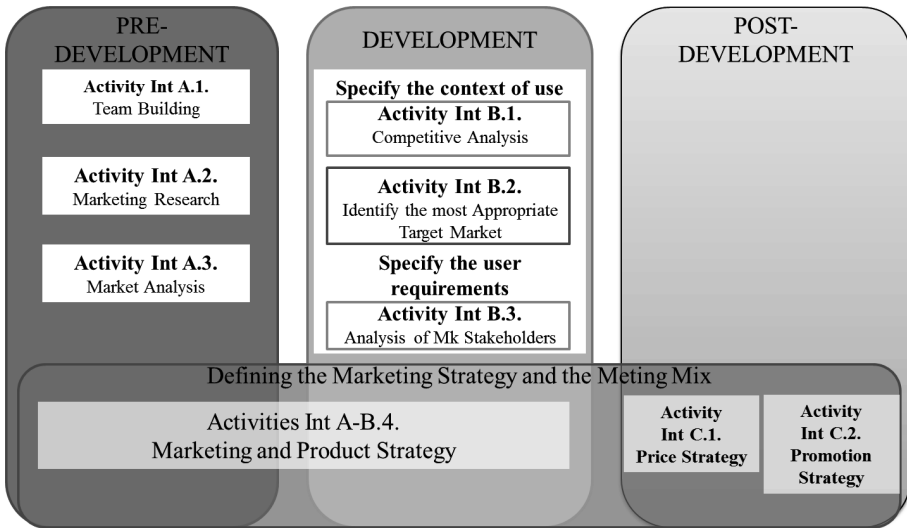 PRE-
DEVELOPMENT
Activity Int A.1.
Team Building
Activity Int A.2.
Marketing Research
Activity Int A.3.
Market Analysis
DEVELOPMENT
Specify the context of use
Activity Int B.1.
Competitive Analysis
Activity Int B.2.
Identify the most Appropriate
Target Market
Specify the user
requirements
Activity Int B.3.
Analysis of Mk Stakeholders
POST-
DEVELOPMENT
Defining the Marketing Strategy and the Meting Mix
Activities Int A-B.4.
Marketing and Product Strategy
Activity
Int C.1.
Price Strategy
Activity
Int C.2.
Promotion
Strategy